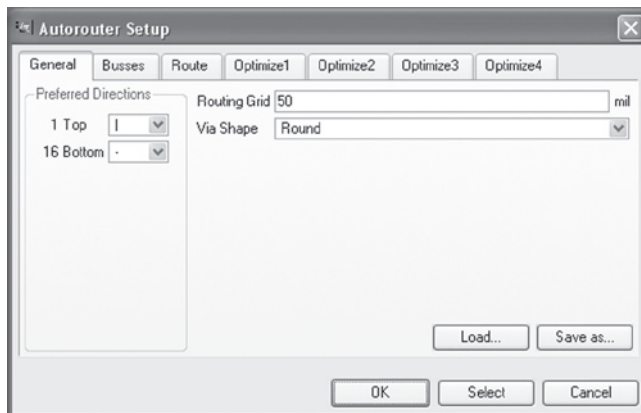 Autorouter Setup
General Busses Route Optimize1 Optimize2 Optimize3 Optimize4
Preferred Directions
1 Top |
16 Bottom -
Routing Grid 50 mil
Via Shape Round
Load... Save as...
OK Select Cancel